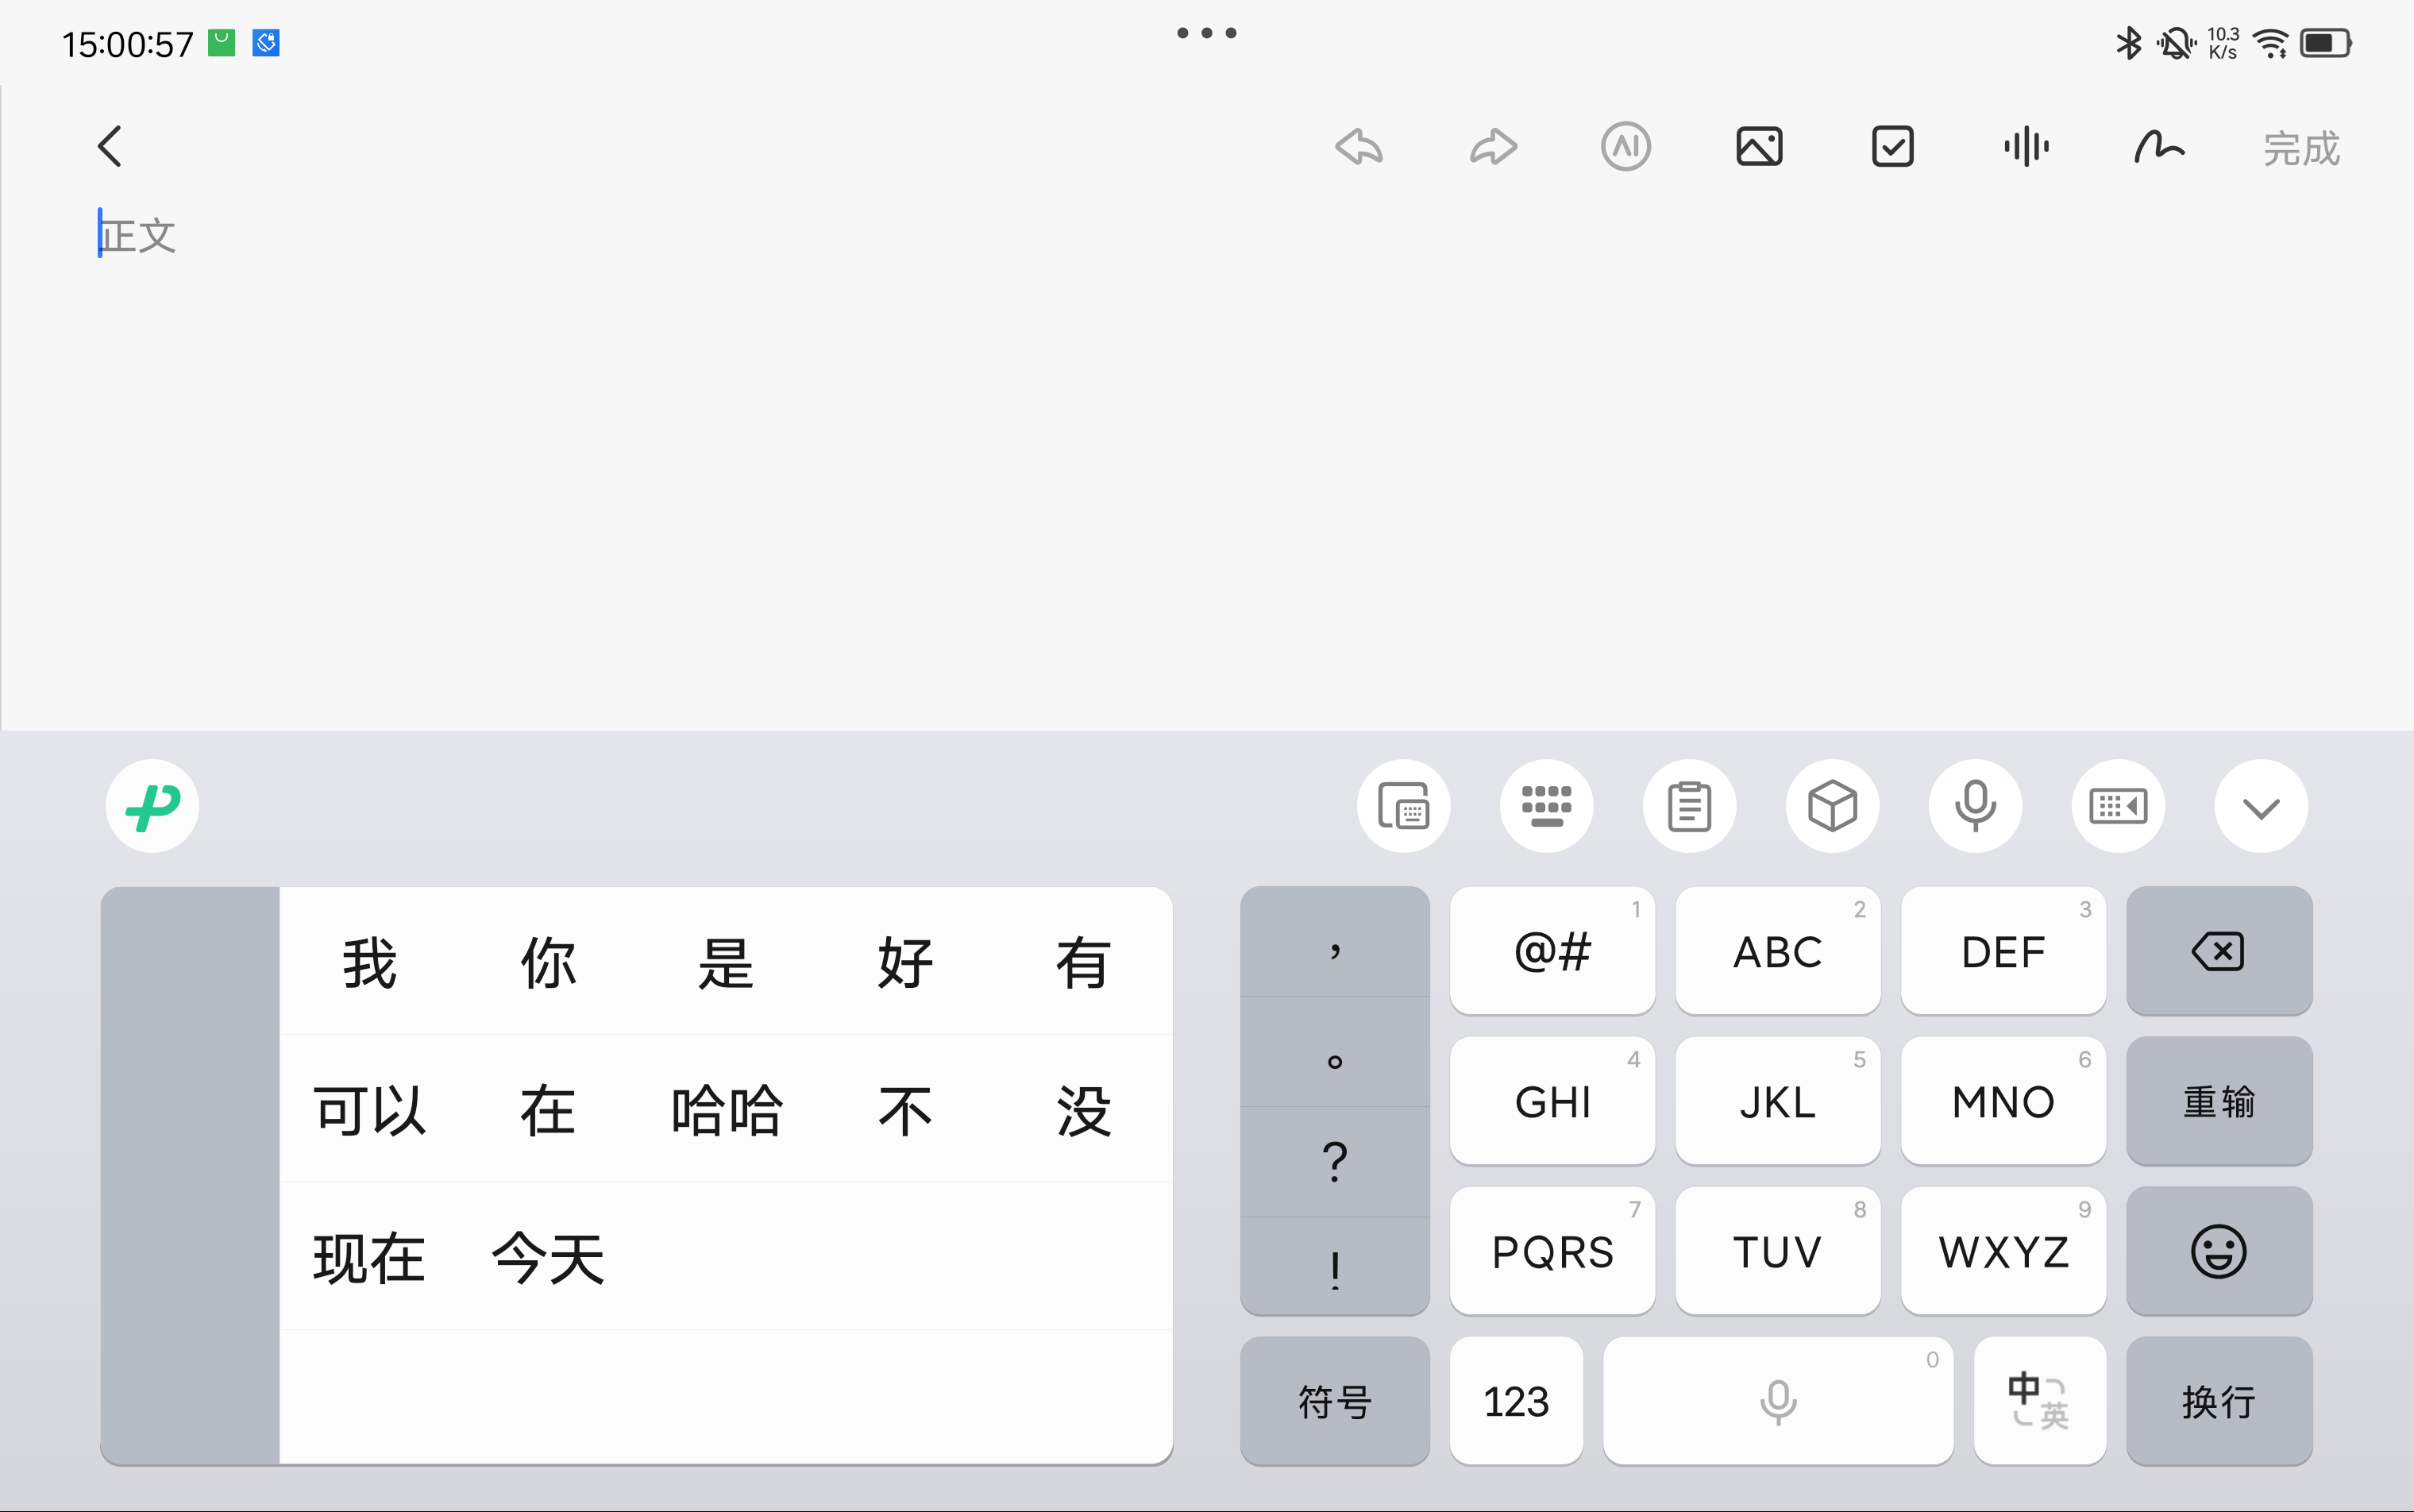 15:00:57
10.3
K/s
完成
正文
我 你 是 好 有
可以 在 哈哈 不 没
现在 今天
，
。
?
!
@# 1
ABC 2
DEF 3
GHI 4
JKL 5
MNO 6
重输
PQRS 7
TUV 8
WXYZ 9
符号
123
0
中
英
换行